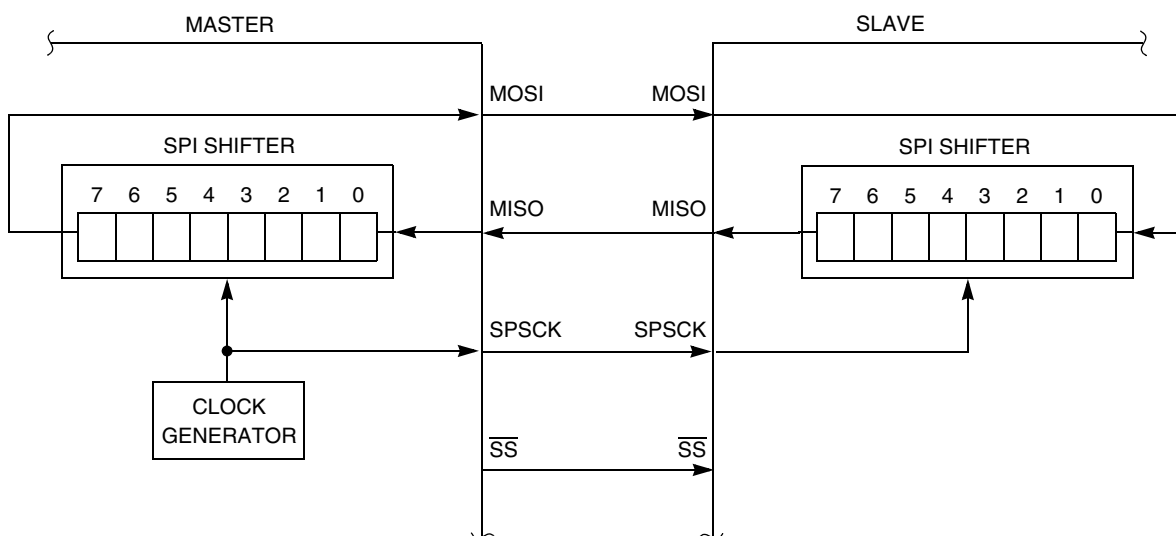 MASTER SLAVE
MOSI MOSI
SPI SHIFTER SPI SHIFTER
7 6 5 4 3 2 1 0 7 6 5 4 3 2 1 0
MISO MISO
SPSCK SPSCK
CLOCK
GENERATOR
SS SS